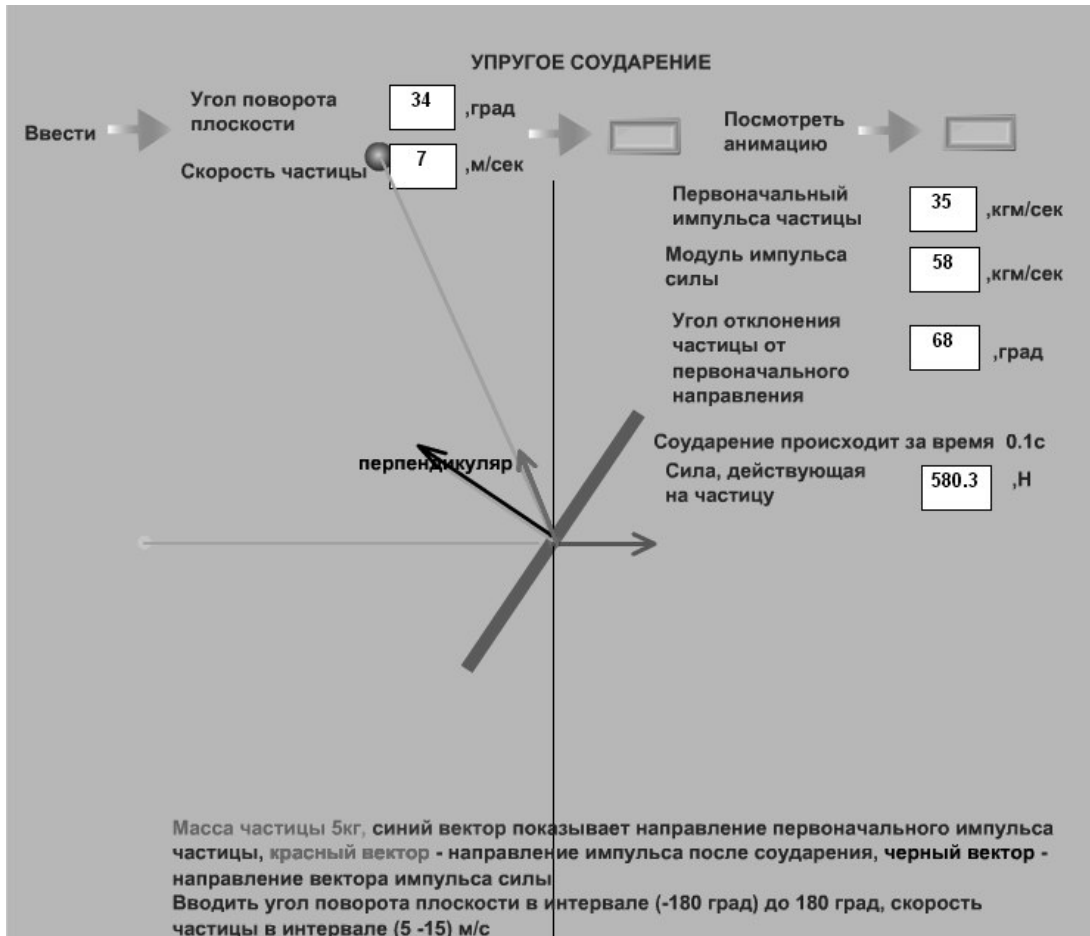 УПРУГОЕ СОУДАРЕНИЕ
Ввести
Угол поворота
плоскости
34
,град
Скорость частицы
7
,м/сек
Посмотреть
анимацию
Первоначальный
импульса частицы
35
,кгм/сек
Модуль импульса
силы
58
,кгм/сек
Угол отклонения
частицы от
первоначального
направления
68
,град
Соударение происходит за время 0.1с
Сила, действующая
на частицу
580.3
,Н
перпендикуляр
Масса частицы 5кг, синий вектор показывает направление первоначального импульса
частицы, красный вектор - направление импульса после соударения, черный вектор -
направление вектора импульса силы
Вводить угол поворота плоскости в интервале (-180 град) до 180 град, скорость
частицы в интервале (5 -15) м/с